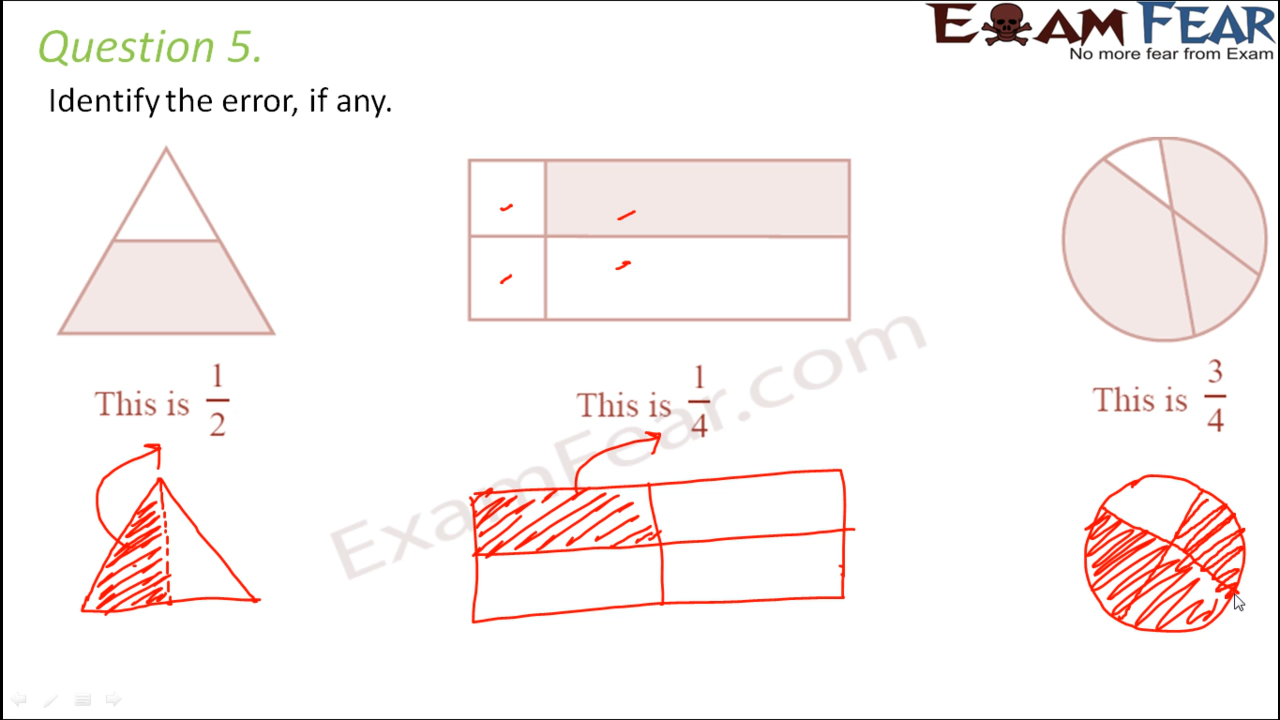 EXAM FEAR
No more fear from Exam
Question 5.
Identify the error, if any.
This is 1/2
This is 1/4
This is 3/4
ExamFear.com